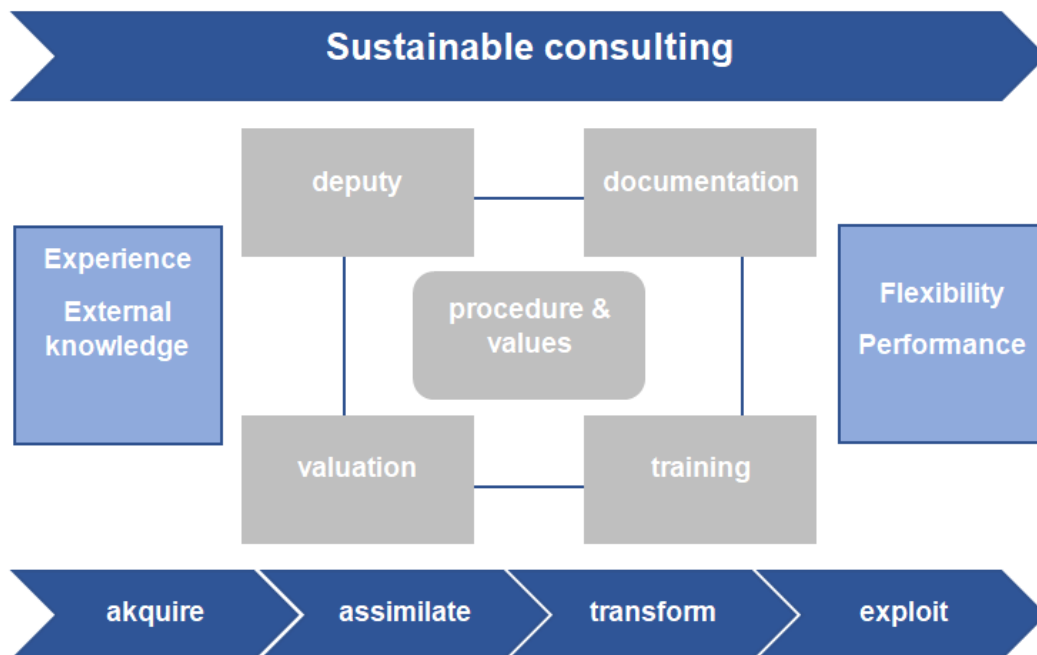 Sustainable consulting
deputy
documentation
Experience
External
knowledge
procedure &
values
Flexibility
Performance
valuation
training
akquire
assimilate
transform
exploit